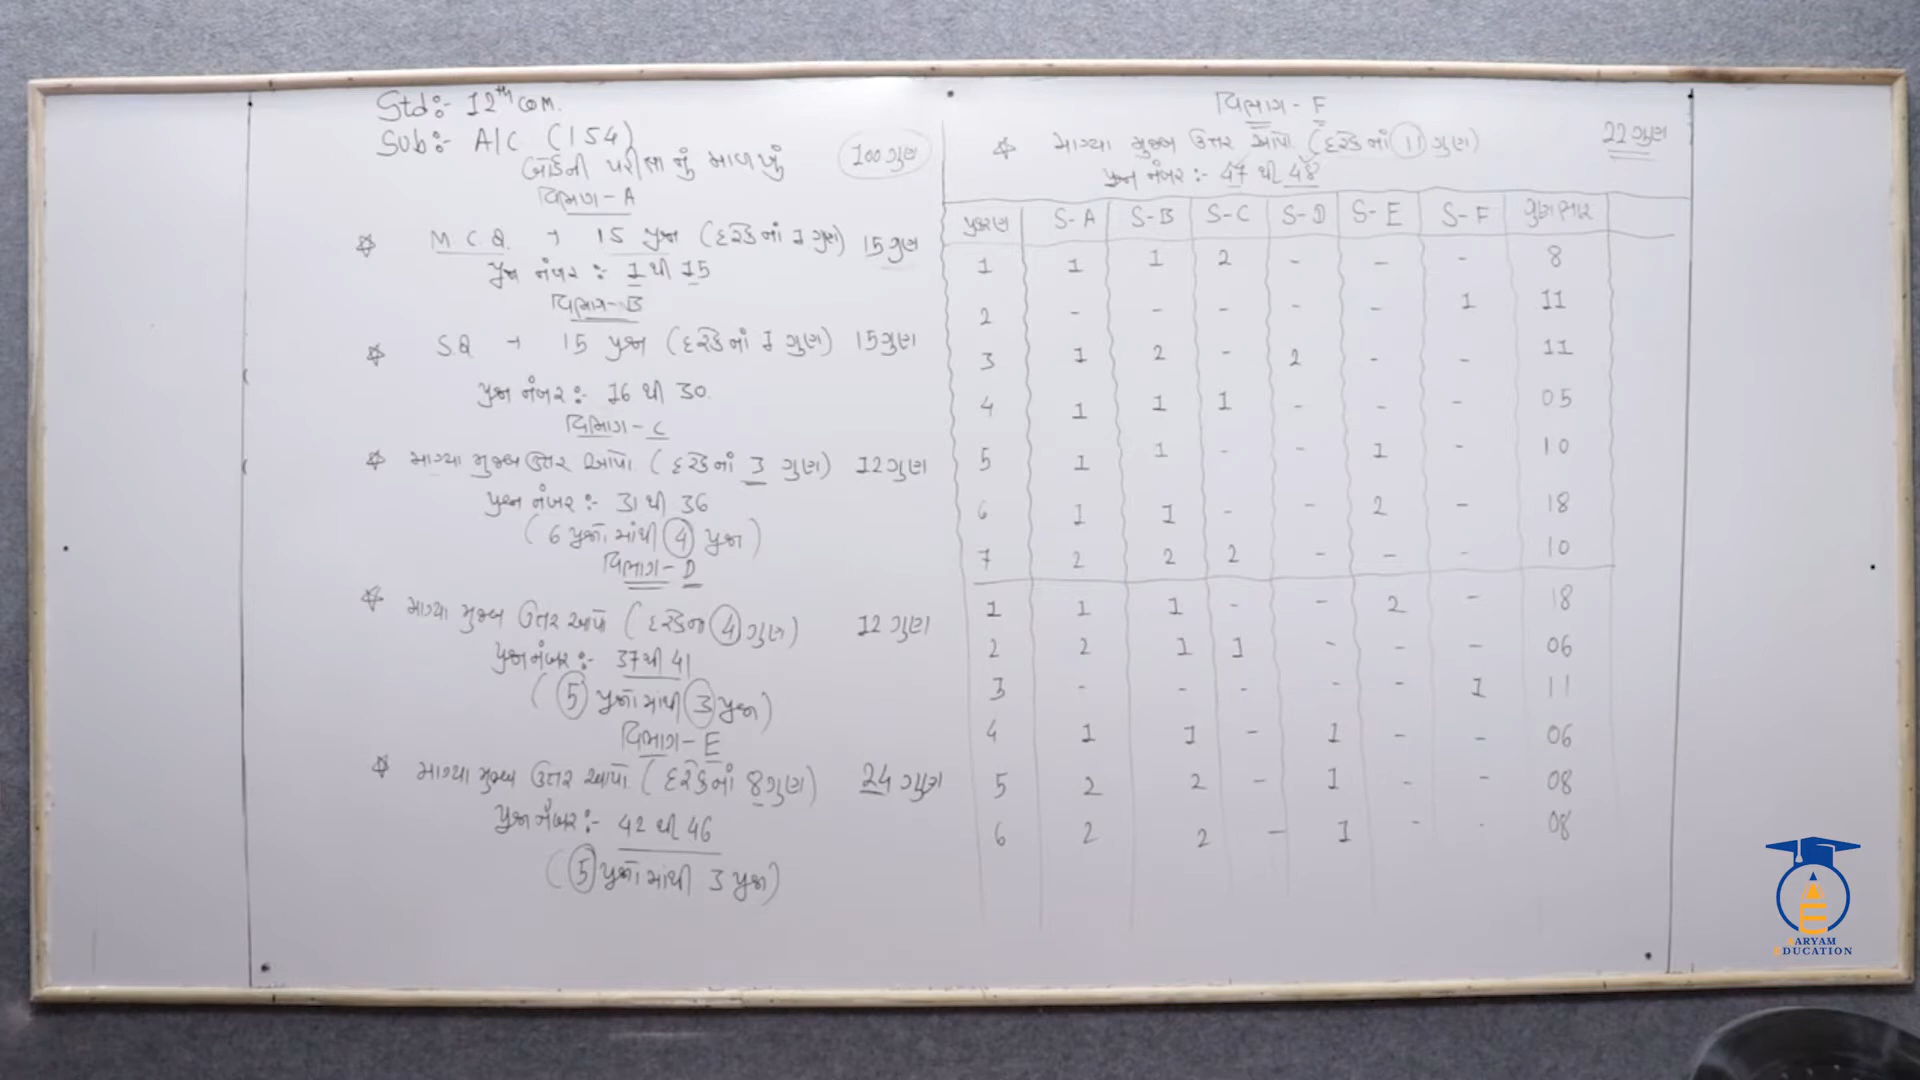 Std:- 12th com.
Sub:- A/C (154)
બોર્ડની પરીક્ષાનું માળખું 100 ગુણ
વિભાગ - A
M C Q. → 15 પ્રશ્ન (દરેકનાં 1 ગુણ) 15 ગુણ
પ્રશ્ન નંબર :- 1 થી 15
વિભાગ - B
S.Q → 15 પ્રશ્ન (દરેકનાં 1 ગુણ) 15 ગુણ
પ્રશ્ન નંબર :- 16 થી 30.
વિભાગ - C
માગ્યા મુજબ ઉત્તર આપો (દરેકનાં 3 ગુણ) 12 ગુણ
પ્રશ્ન નંબર :- 31 થી 36
(6 પ્રશ્નોમાંથી 4 પ્રશ્ન)
વિભાગ - D
માગ્યા મુજબ ઉત્તર આપો (દરેકના 4 ગુણ) 12 ગુણ
પ્રશ્ન નંબર :- 37 થી 41
(5 પ્રશ્નોમાંથી 3 પ્રશ્ન)
વિભાગ - E
માગ્યા મુજબ ઉત્તર આપો (દરેકનાં 8 ગુણ) 24 ગુણ
પ્રશ્ન નંબર :- 42 થી 46
(5 પ્રશ્નોમાંથી 3 પ્રશ્ન)
વિભાગ - F
માગ્યા મુજબ ઉત્તર આપો (દરેકનાં 11 ગુણ) 22 ગુણ
પ્રશ્ન નંબર :- 47 થી 48
પ્રકરણ S-A S-B S-C S-D S-E S-F ગુણભાર
1 1 1 2 - - - 8
2 - - - - - 1 11
3 1 2 - 2 - - 11
4 1 1 1 - - - 05
5 1 1 - - 1 - 10
6 1 1 - - 2 - 18
7 2 2 2 - - - 10
1 1 1 - - 2 - 18
2 2 1 1 - - - 06
3 - - - - - 1 11
4 1 1 - 1 - - 06
5 2 2 - 1 - - 08
6 2 2 - 1 - - 08
AARYAM
EDUCATION